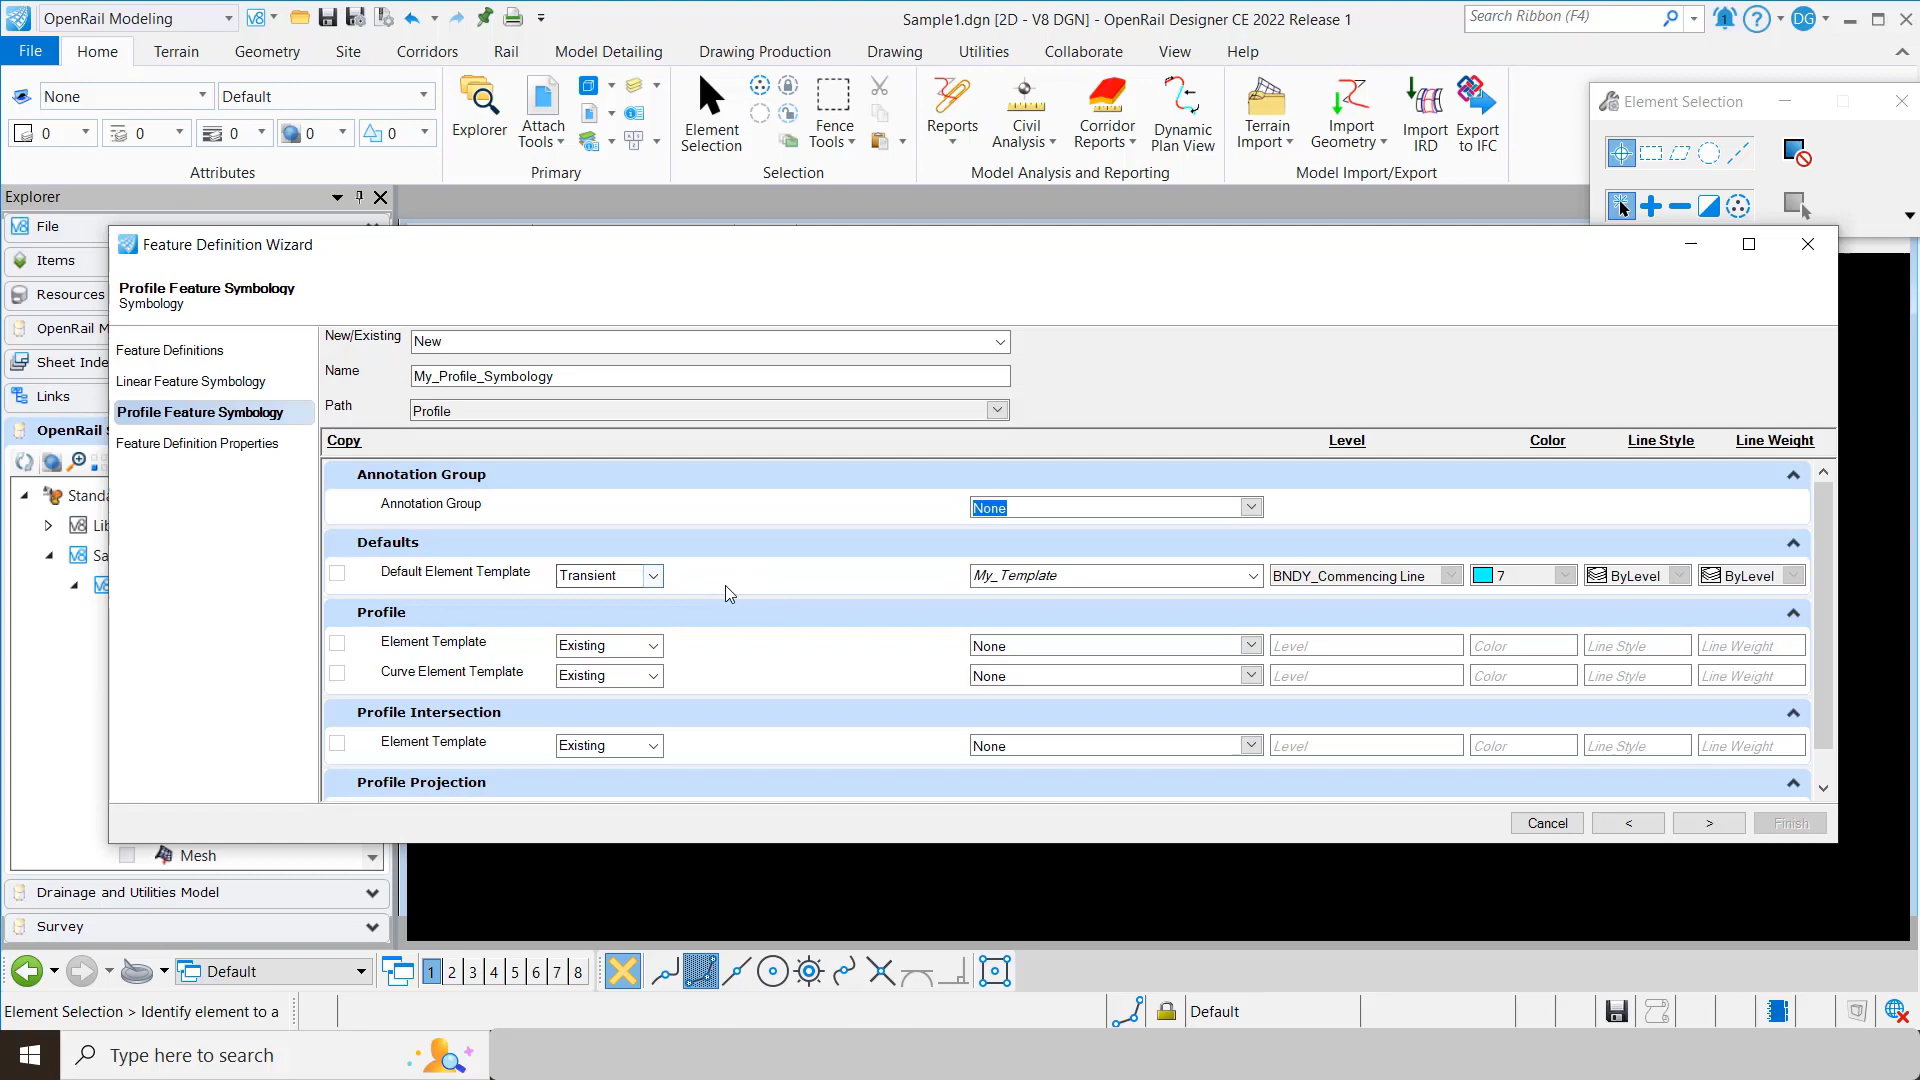 OpenRail Modeling
Sample1.dgn [2D - V8 DGN] - OpenRail Designer CE 2022 Release 1
Search Ribbon (F4)
DG
File Home Terrain Geometry Site Corridors Rail Model Detailing Drawing Production Drawing Utilities Collaborate View Help
None Default
0 0 0 0 0
Attributes
Explorer
Attach
Tools
Primary
Element
Selection
Fence
Tools
Selection
Reports
Civil
Analysis
Corridor
Reports
Dynamic
Plan View
Model Analysis and Reporting
Terrain
Import
Import
Geometry
Import
IRD
Export
to IFC
Model Import/Export
Element Selection
Explorer
File
Items
Resources
OpenRail M
Sheet Inde
Links
OpenRail S
Standa
Lib
Sa
Mesh
Drainage and Utilities Model
Survey
Feature Definition Wizard
Profile Feature Symbology
Symbology
Feature Definitions
Linear Feature Symbology
Profile Feature Symbology
Feature Definition Properties
New/Existing New
Name My_Profile_Symbology
Path Profile
Copy Level Color Line Style Line Weight
Annotation Group
Annotation Group None
Defaults
Default Element Template Transient My_Template BNDY_Commencing Line 7 ByLevel ByLevel
Profile
Element Template Existing None Level Color Line Style Line Weight
Curve Element Template Existing None Level Color Line Style Line Weight
Profile Intersection
Element Template Existing None Level Color Line Style Line Weight
Profile Projection
Cancel < > Finish
Default 1 2 3 4 5 6 7 8
Element Selection > Identify element to a
Default
Type here to search